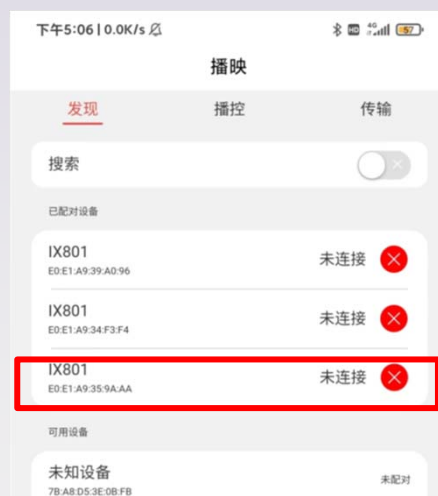 下午5:06 | 0.0K/s
HD 4G 57
播映
发现 播控 传输
搜索
已配对设备
IX801 未连接
E0:E1:A9:39:A0:96
IX801 未连接
E0:E1:A9:34:F3:F4
IX801 未连接
E0:E1:A9:35:9A:AA
可用设备
未知设备 未配对
7B:A8:D5:3E:0B:FB